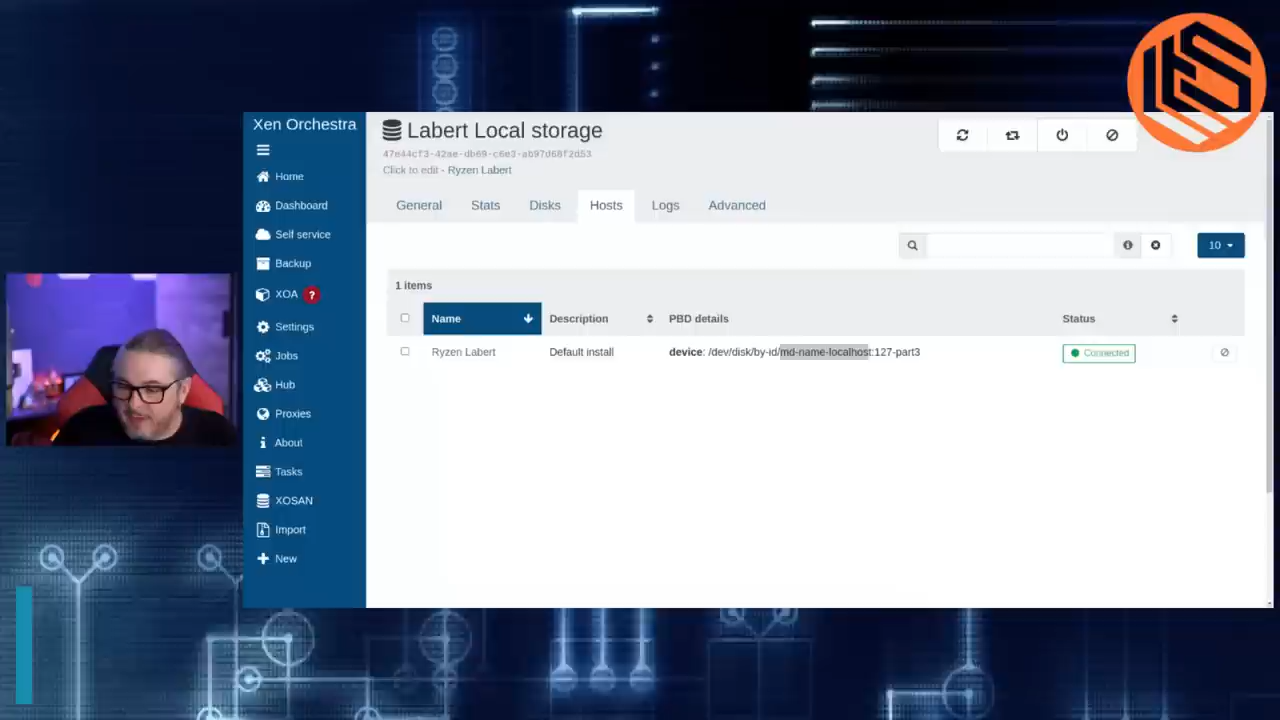 Xen Orchestra
Home
Dashboard
Self service
Backup
XOA ?
Settings
Jobs
Hub
Proxies
About
Tasks
XOSAN
Import
New
Labert Local storage
47e44cf3-42ae-db69-c6e3-ab97d68f2d53
Click to edit - Ryzen Labert
General Stats Disks Hosts Logs Advanced
10
1 items
Name Description PBD details Status
Ryzen Labert Default install device: /dev/disk/by-id/md-name-localhost:127-part3 Connected